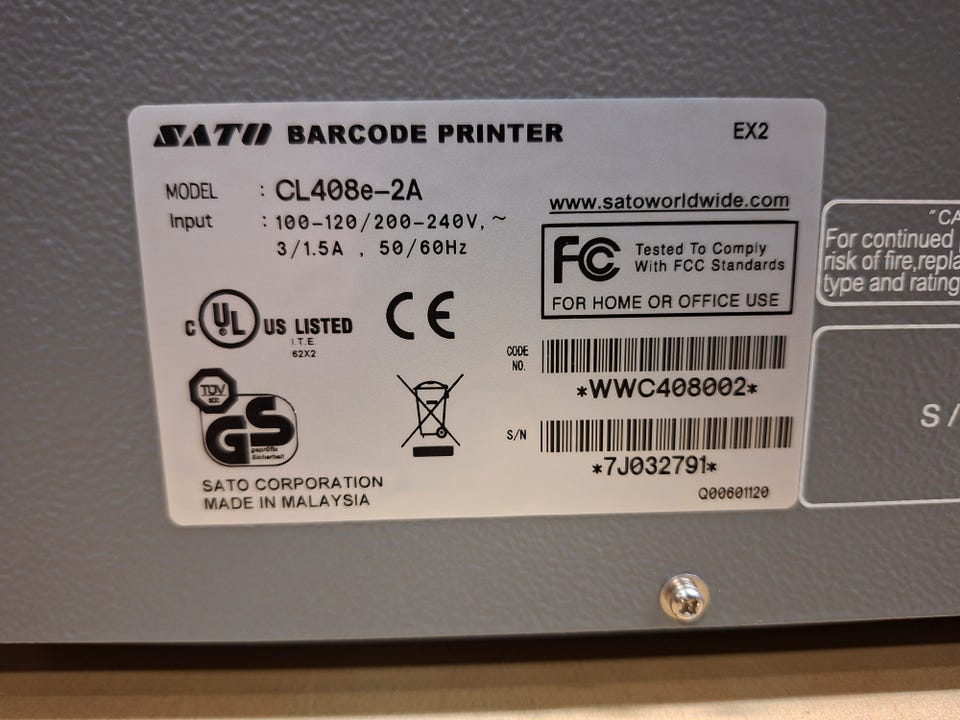 SATO BARCODE PRINTER EX2
MODEL : CL408e-2A
Input : 100-120/200-240V, ~
3/1.5A , 50/60Hz
www.satoworldwide.com
FC Tested To Comply
With FCC Standards
FOR HOME OR OFFICE USE
C UL US LISTED
I.T.E.
62X2
CE
CODE
NO.
*WWC408002*
TÜV
GS
geprüfte
Sicherheit
S/N
*7J032791*
SATO CORPORATION
MADE IN MALAYSIA
Q00601120
"CA
For continued
risk of fire,repla
type and rating
S/